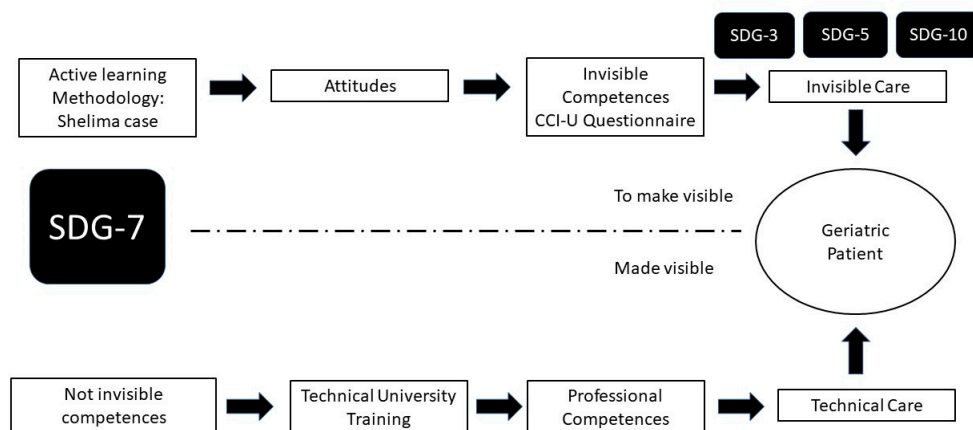 SDG-3
SDG-5
SDG-10
Active learning
Methodology:
Shelima case
Attitudes
Invisible
Competences
CCI-U Questionnaire
Invisible Care
SDG-7
To make visible
Made visible
Geriatric
Patient
Not invisible
competences
Technical University
Training
Professional
Competences
Technical Care